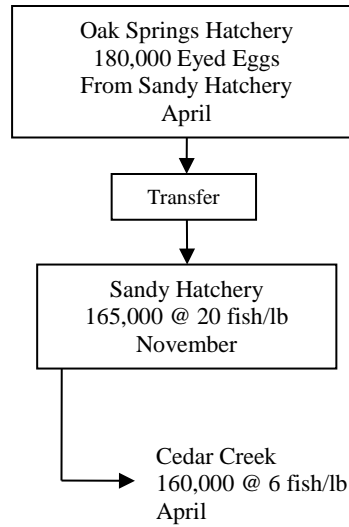 Oak Springs Hatchery
180,000 Eyed Eggs
From Sandy Hatchery
April
Transfer
Sandy Hatchery
165,000 @ 20 fish/lb
November
Cedar Creek
160,000 @ 6 fish/lb
April